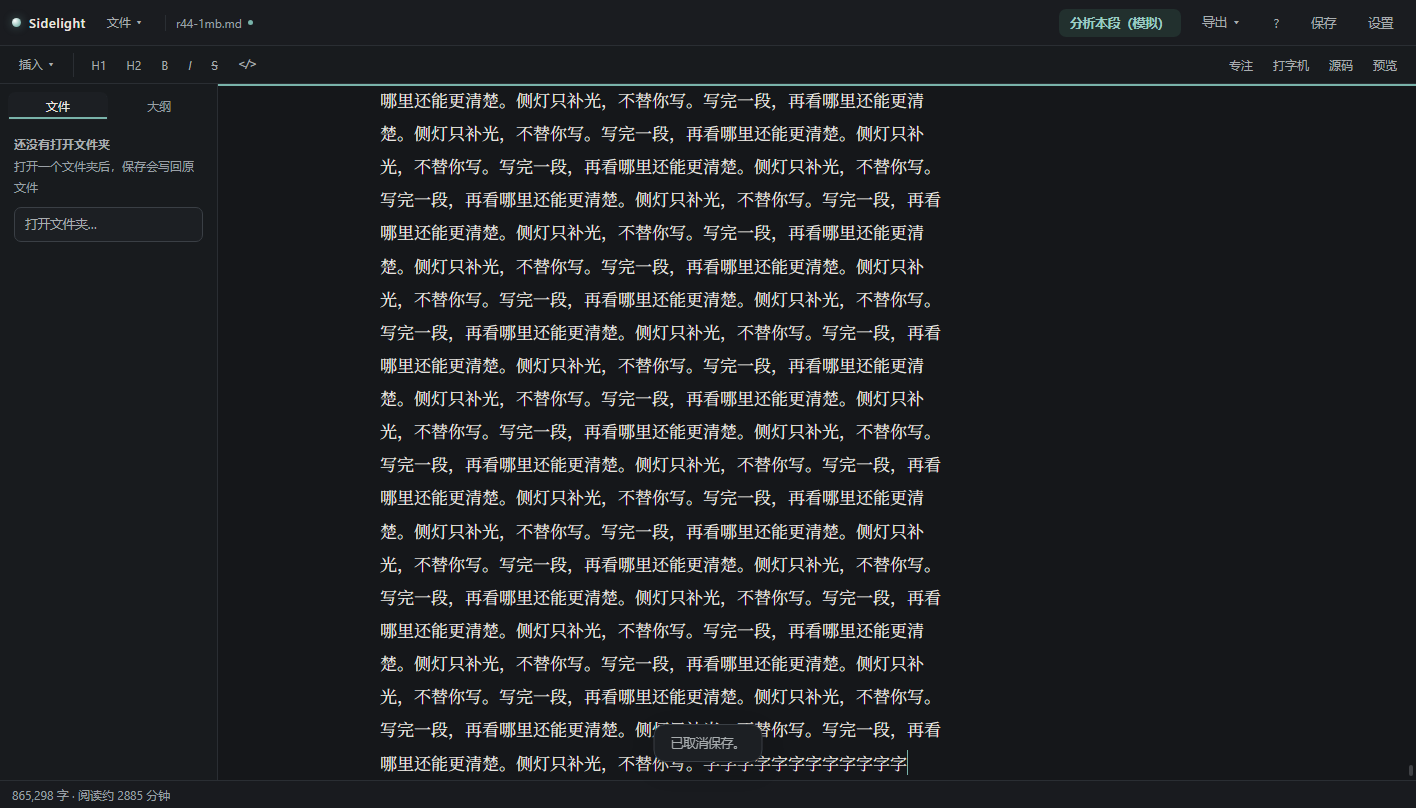 Sidelight 文件 r44-1mb.md 分析本段（模拟） 导出 ? 保存 设置
插入 H1 H2 B I S </> 专注 打字机 源码 预览
文件 大纲
还没有打开文件夹
打开一个文件夹后，保存会写回原
文件
打开文件夹...
哪里还能更清楚。侧灯只补光，不替你写。写完一段，再看哪里还能更清
楚。侧灯只补光，不替你写。写完一段，再看哪里还能更清楚。侧灯只补
光，不替你写。写完一段，再看哪里还能更清楚。侧灯只补光，不替你写。
写完一段，再看哪里还能更清楚。侧灯只补光，不替你写。写完一段，再看
哪里还能更清楚。侧灯只补光，不替你写。写完一段，再看哪里还能更清
楚。侧灯只补光，不替你写。写完一段，再看哪里还能更清楚。侧灯只补
光，不替你写。写完一段，再看哪里还能更清楚。侧灯只补光，不替你写。
写完一段，再看哪里还能更清楚。侧灯只补光，不替你写。写完一段，再看
哪里还能更清楚。侧灯只补光，不替你写。写完一段，再看哪里还能更清
楚。侧灯只补光，不替你写。写完一段，再看哪里还能更清楚。侧灯只补
光，不替你写。写完一段，再看哪里还能更清楚。侧灯只补光，不替你写。
写完一段，再看哪里还能更清楚。侧灯只补光，不替你写。写完一段，再看
哪里还能更清楚。侧灯只补光，不替你写。写完一段，再看哪里还能更清
楚。侧灯只补光，不替你写。写完一段，再看哪里还能更清楚。侧灯只补
光，不替你写。写完一段，再看哪里还能更清楚。侧灯只补光，不替你写。
写完一段，再看哪里还能更清楚。侧灯只补光，不替你写。写完一段，再看
哪里还能更清楚。侧灯只补光，不替你写。写完一段，再看哪里还能更清
楚。侧灯只补光，不替你写。写完一段，再看哪里还能更清楚。侧灯只补
光，不替你写。写完一段，再看哪里还能更清楚。侧灯只补光，不替你写。
写完一段，再看哪里还能更清楚。侧 替你写。写完一段，再看
已取消保存。
哪里还能更清楚。侧灯只补光，不替你写。字字字字字字字字字字字字
865,298 字 · 阅读约 2885 分钟